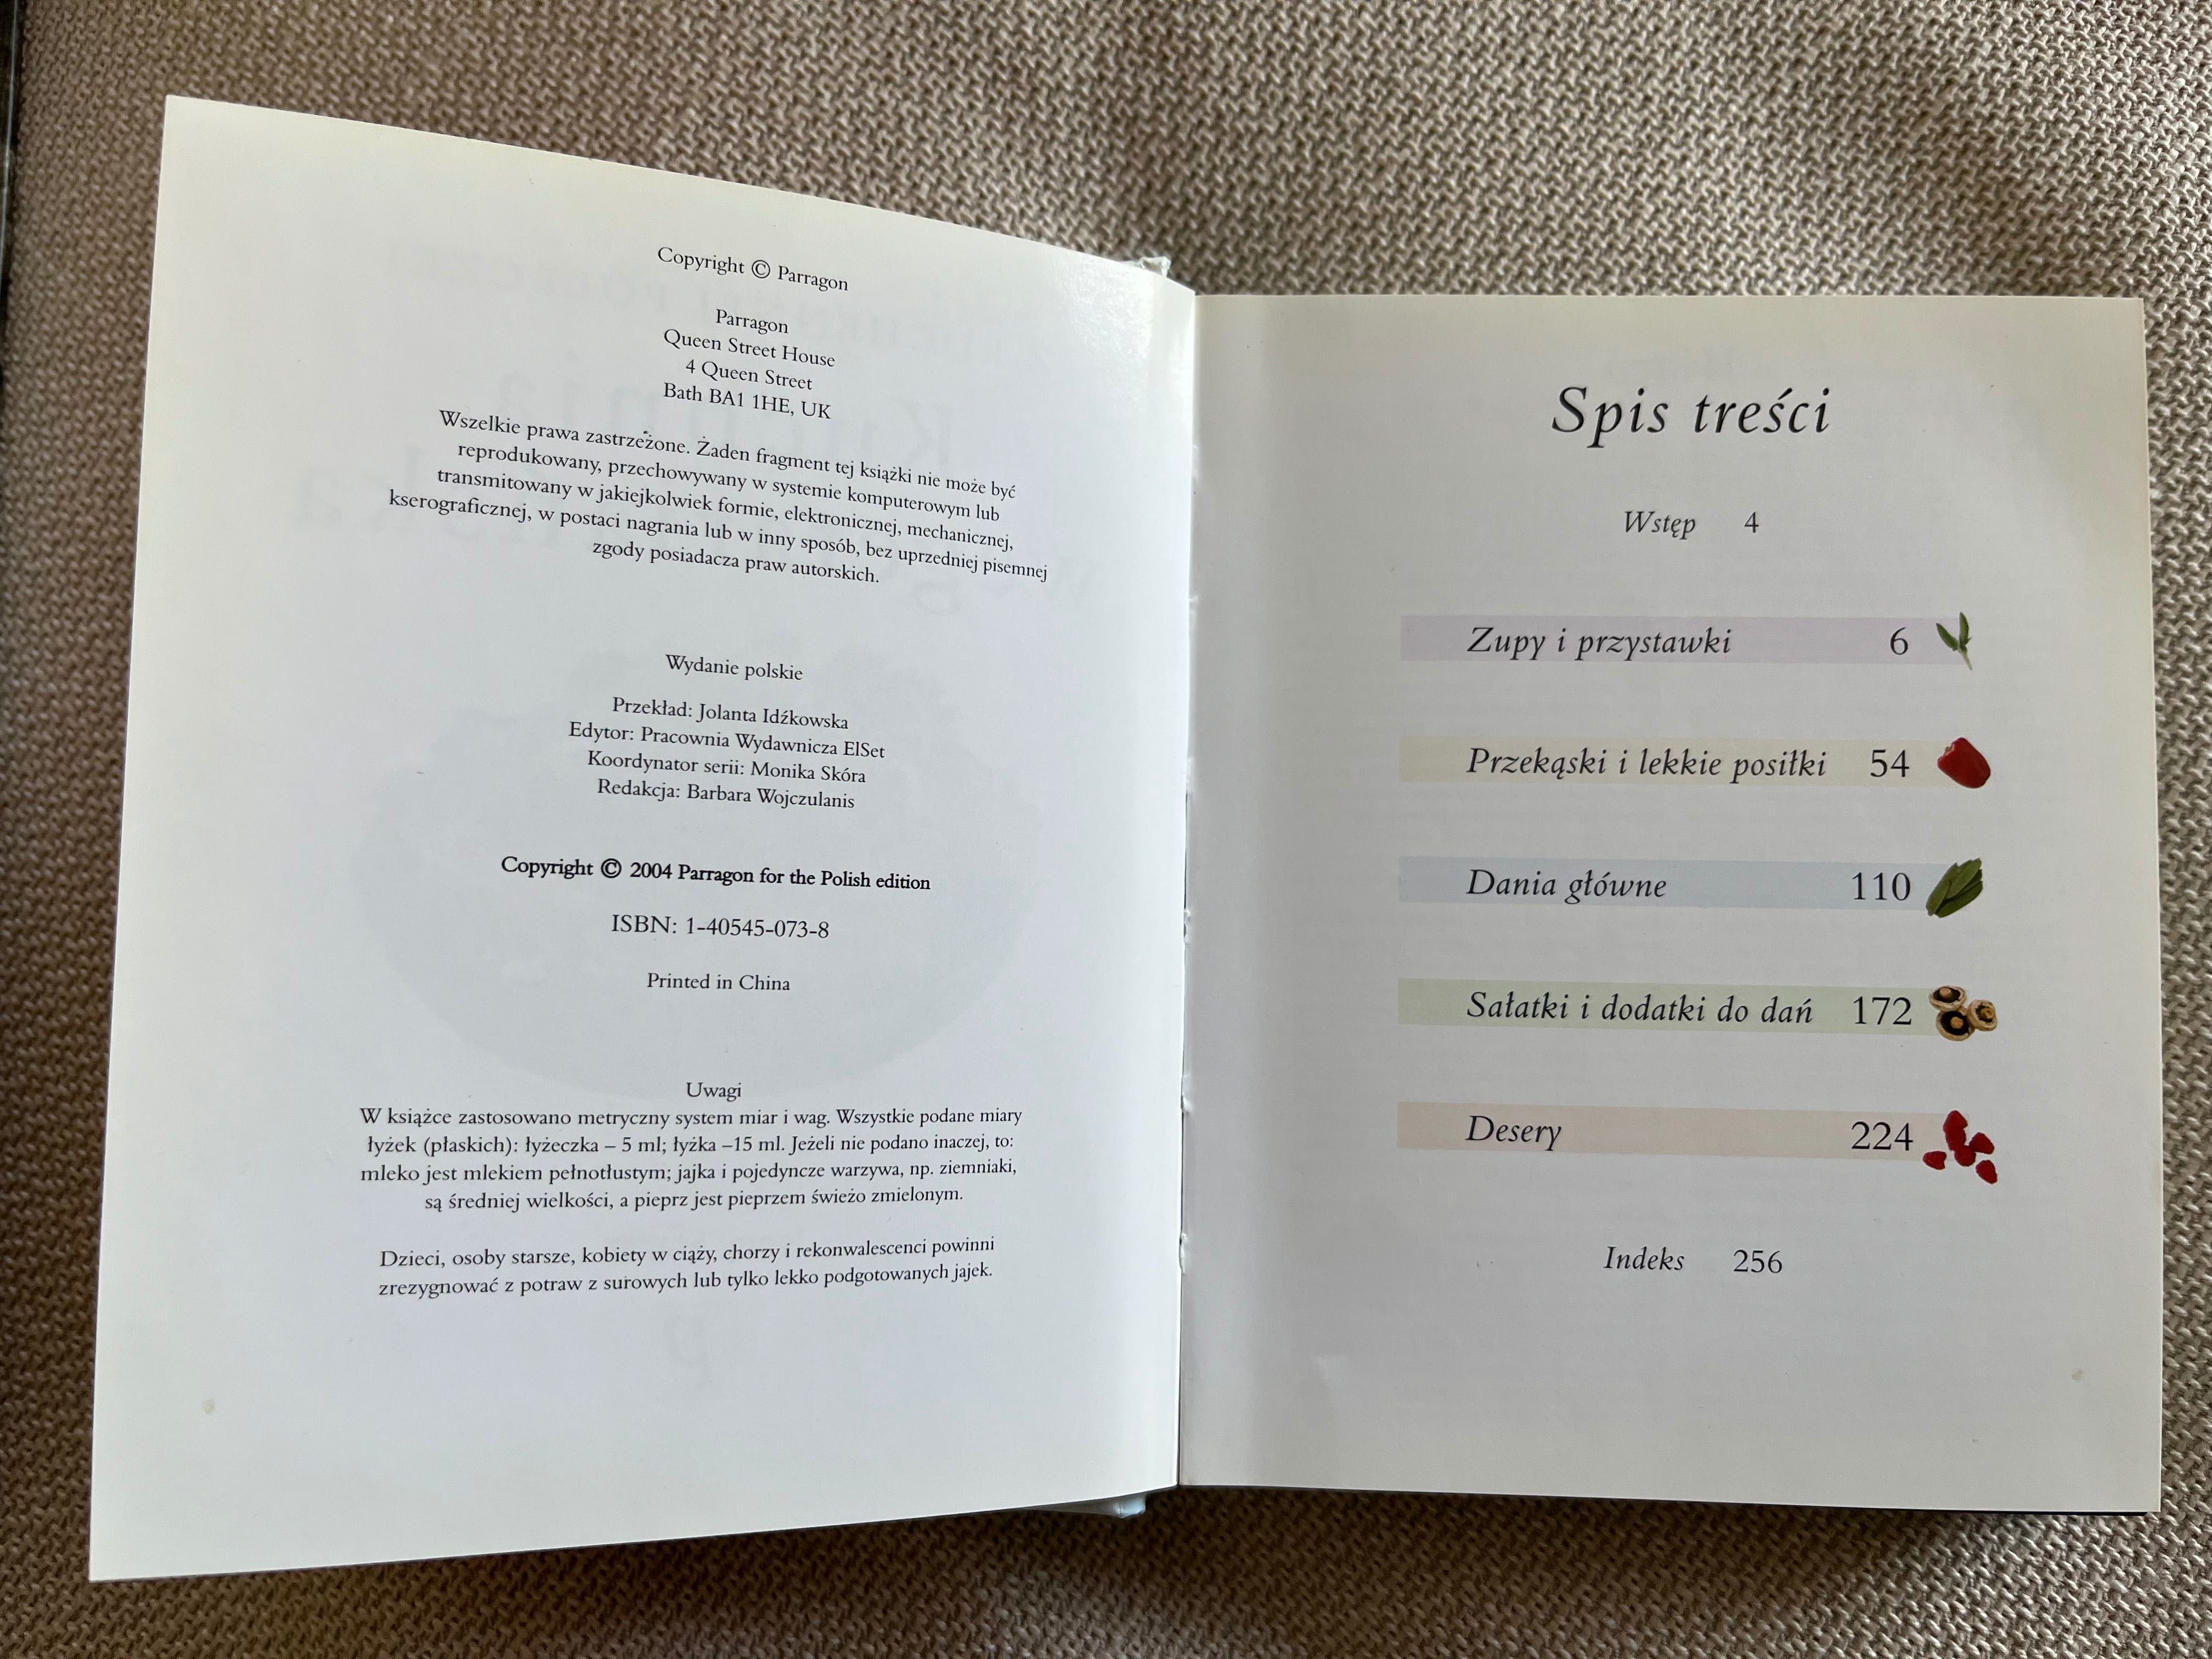 Copyright © Parragon
Parragon
Queen Street House
4 Queen Street
Bath BA1 1HE, UK
Wszelkie prawa zastrzeżone. Żaden fragment tej książki nie może być
reprodukowany, przechowywany w systemie komputerowym lub
transmitowany w jakiejkolwiek formie, elektronicznej, mechanicznej,
kserograficznej, w postaci nagrania lub w inny sposób, bez uprzedniej pisemnej
zgody posiadacza praw autorskich.
Wydanie polskie
Przekład: Jolanta Idźkowska
Edytor: Pracownia Wydawnicza ElSet
Koordynator serii: Monika Skóra
Redakcja: Barbara Wojczulanis
Copyright © 2004 Parragon for the Polish edition
ISBN: 1-40545-073-8
Printed in China
Uwagi
W książce zastosowano metryczny system miar i wag. Wszystkie podane miary
łyżek (płaskich): łyżeczka – 5 ml; łyżka –15 ml. Jeżeli nie podano inaczej, to:
mleko jest mlekiem pełnotłustym; jajka i pojedyncze warzywa, np. ziemniaki,
są średniej wielkości, a pieprz jest pieprzem świeżo zmielonym.
Dzieci, osoby starsze, kobiety w ciąży, chorzy i rekonwalescenci powinni
zrezygnować z potraw z surowych lub tylko lekko podgotowanych jajek.
Spis treści
Wstęp 4
Zupy i przystawki 6
Przekąski i lekkie posiłki 54
Dania główne 110
Sałatki i dodatki do dań 172
Desery 224
Indeks 256